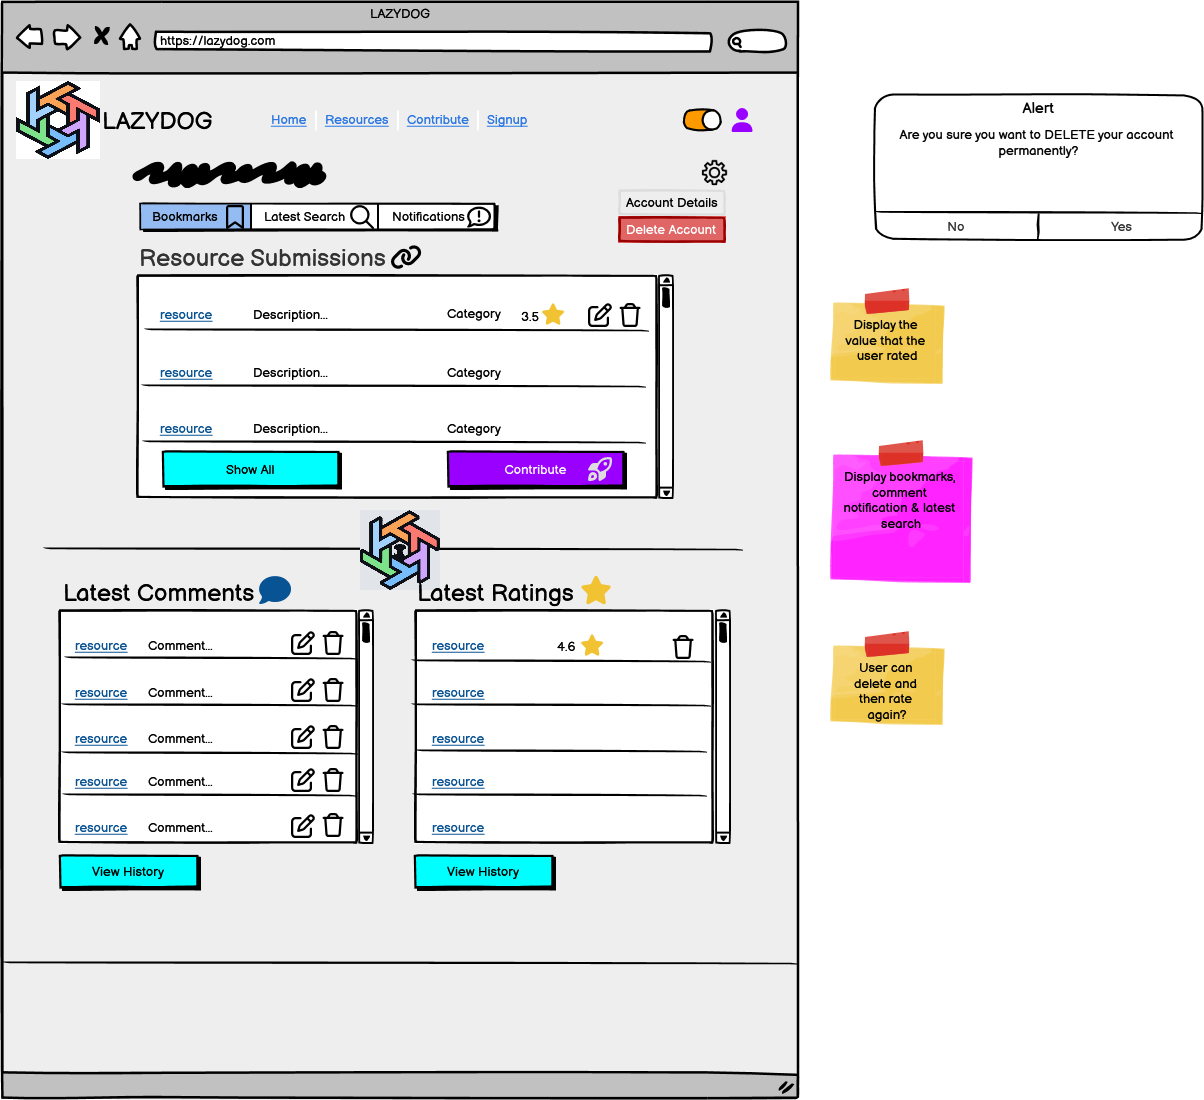 LAZYDOG
https://lazydog.com
LAZYDOG
Home Resources Contribute Signup
Bookmarks Latest Search Notifications
Account Details
Delete Account
Resource Submissions
resource Description... Category 3.5
resource Description... Category
resource Description... Category
Show All Contribute
Latest Comments
resource Comment...
resource Comment...
resource Comment...
resource Comment...
resource Comment...
View History
Latest Ratings
resource 4.6
resource
resource
resource
resource
View History
Alert
Are you sure you want to DELETE your account
permanently?
No Yes
Display the
value that the
user rated
Display bookmarks,
comment
notification & latest
search
User can
delete and
then rate
again?